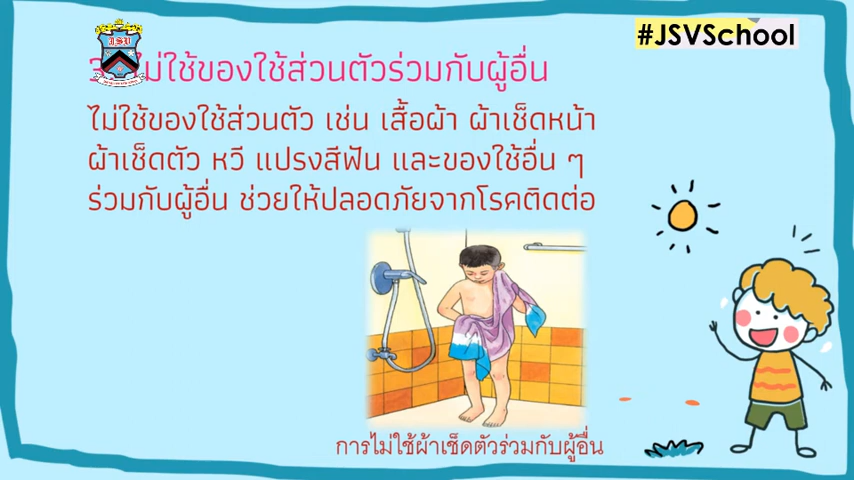 #JSVSchool
JSV
3. ไม่ใช้ของใช้ส่วนตัวร่วมกับผู้อื่น
ไม่ใช้ของใช้ส่วนตัว เช่น เสื้อผ้า ผ้าเช็ดหน้า
ผ้าเช็ดตัว หวี แปรงสีฟัน และของใช้อื่น ๆ
ร่วมกับผู้อื่น ช่วยให้ปลอดภัยจากโรคติดต่อ
การไม่ใช้ผ้าเช็ดตัวร่วมกับผู้อื่น